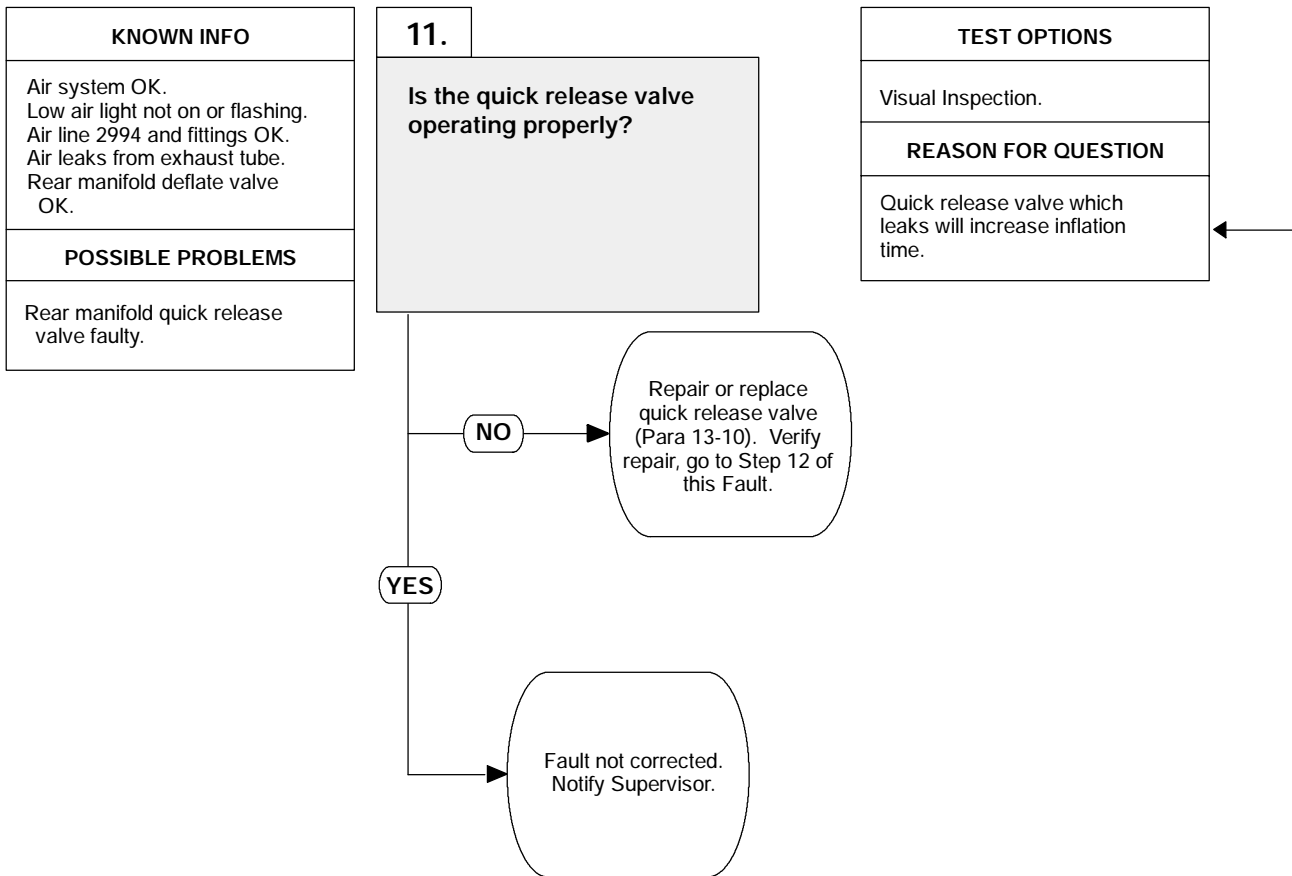 KNOWN INFO
Air system OK.
Low air light not on or flashing.
Air line 2994 and fittings OK.
Air leaks from exhaust tube.
Rear manifold deflate valve
OK.
POSSIBLE PROBLEMS
Rear manifold quick release
valve faulty.
11.
Is the quick release valve
operating properly?
TEST OPTIONS
Visual Inspection.
REASON FOR QUESTION
Quick release valve which
leaks will increase inflation
time.
NO
Repair or replace
quick release valve
(Para 13-10). Verify
repair, go to Step 12 of
this Fault.
YES
Fault not corrected.
Notify Supervisor.